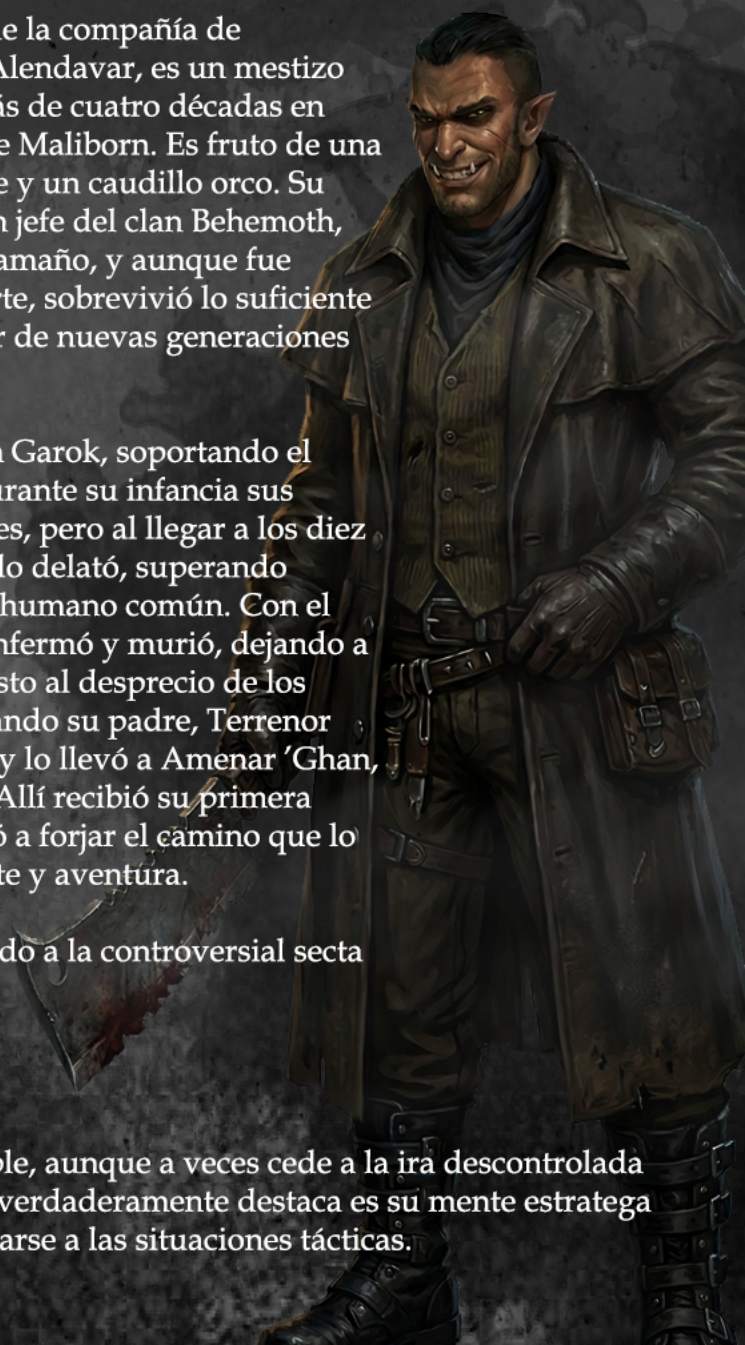 e la compañía de
Alendavar, es un mestizo
ás de cuatro décadas en
e Maliborn. Es fruto de una
e y un caudillo orco. Su
n jefe del clan Behemoth,
amaño, y aunque fue
rte, sobrevivió lo suficiente
r de nuevas generaciones
n Garok, soportando el
urante su infancia sus
es, pero al llegar a los diez
lo delató, superando
humano común. Con el
nfermó y murió, dejando a
sto al desprecio de los
ando su padre, Terrenor
y lo llevó a Amenar ’Ghan,
Allí recibió su primera
ó a forjar el camino que lo
te y aventura.
do a la controversial secta
ble, aunque a veces cede a la ira descontrolada
verdaderamente destaca es su mente estratega
arse a las situaciones tácticas.